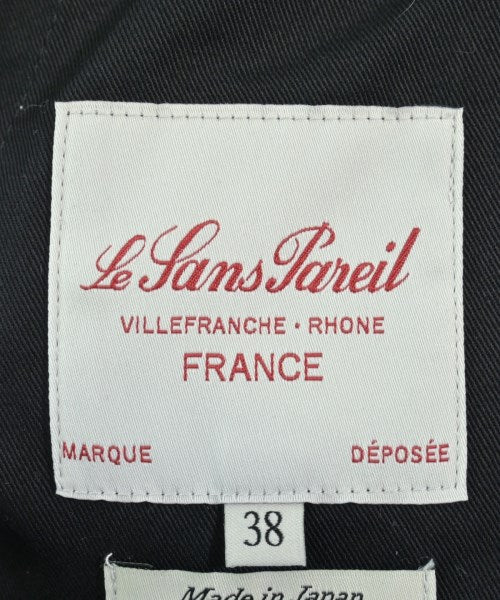 Le Sans Pareil
VILLEFRANCHE · RHONE
FRANCE
MARQUE DÉPOSÉE
38
Made in Japan